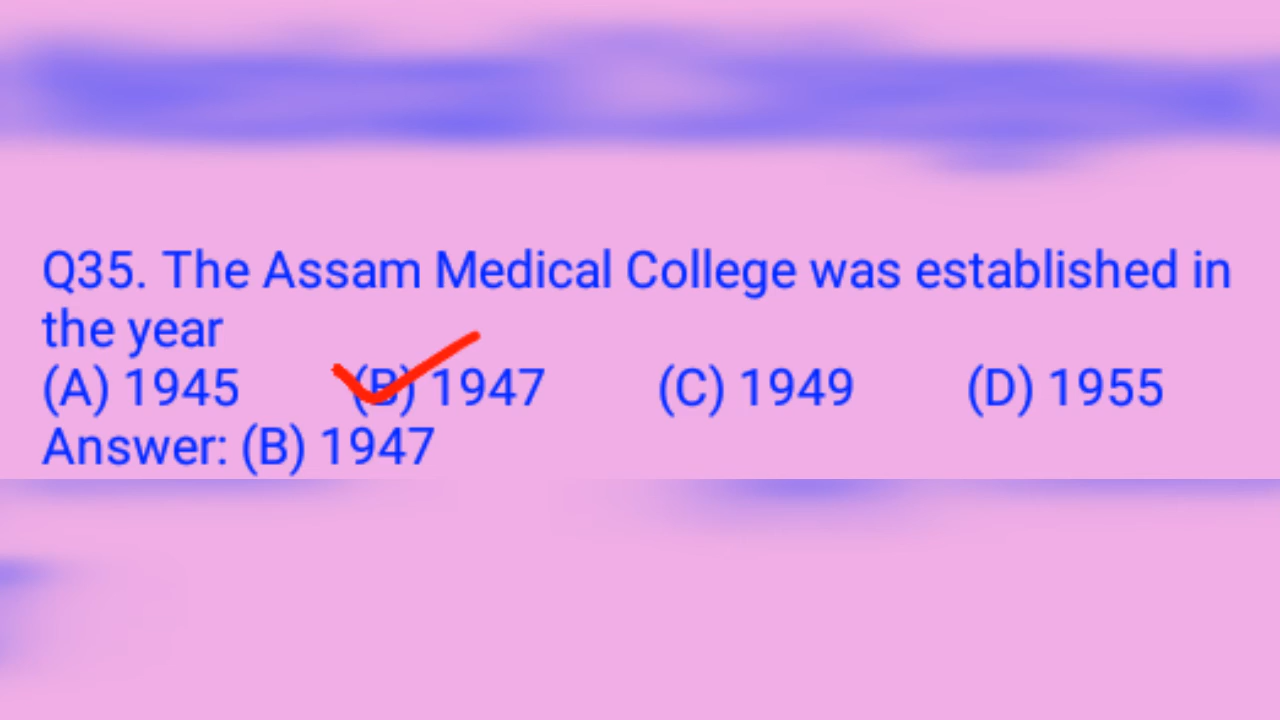 Q35. The Assam Medical College was established in
the year
(A) 1945 (B) 1947 (C) 1949 (D) 1955
Answer: (B) 1947